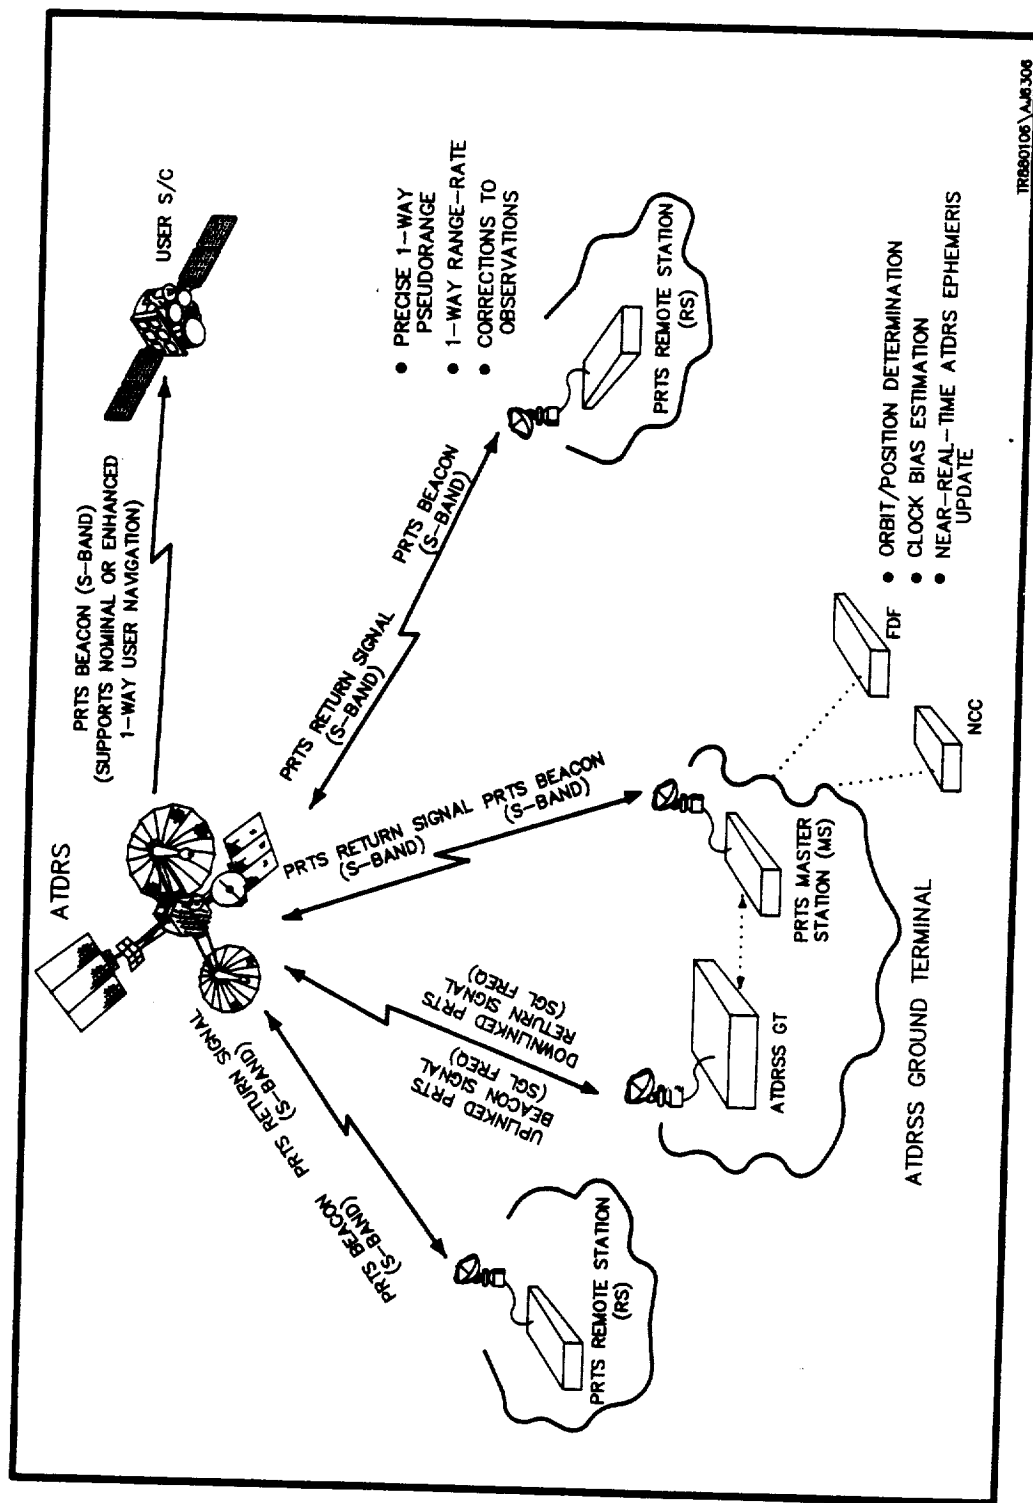 ATDRS
USER S/C
PRTS BEACON (S-BAND)
(SUPPORTS NOMINAL OR ENHANCED
1-WAY USER NAVIGATION)
PRTS RETURN SIGNAL
(S-BAND)
PRTS BEACON
(S-BAND)
UPLINKED PRTS
BEACON SIGNAL
(SGL FREQ)
DOWNLINKED PRTS
RETURN SIGNAL
(SGL FREQ)
PRTS RETURN SIGNAL
(S-BAND)
PRTS BEACON
(S-BAND)
PRTS RETURN SIGNAL
(S-BAND)
PRTS BEACON
(S-BAND)
• PRECISE 1-WAY
PSEUDORANGE
• 1-WAY RANGE-RATE
• CORRECTIONS TO
OBSERVATIONS
PRTS REMOTE STATION
(RS)
PRTS REMOTE STATION
(RS)
ATDRSS GT
PRTS MASTER
STATION (MS)
ATDRSS GROUND TERMINAL
NCC
FDF
• ORBIT/POSITION DETERMINATION
• CLOCK BIAS ESTIMATION
• NEAR-REAL-TIME ATDRS EPHEMERIS
UPDATE
TR880106\AJ6306